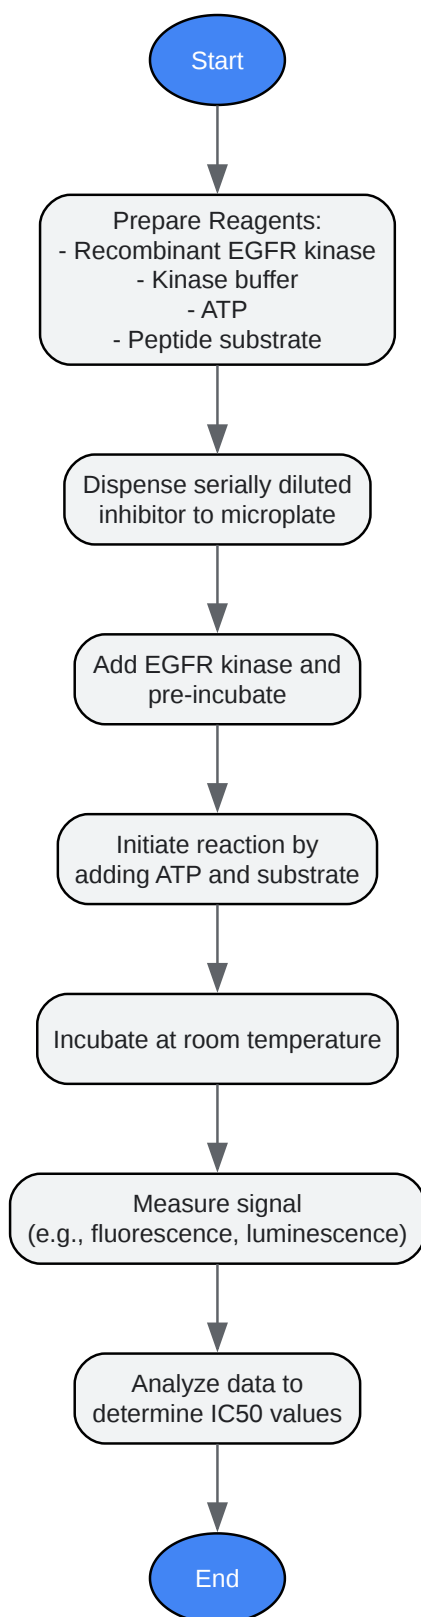 Start
Prepare Reagents:
- Recombinant EGFR kinase
- Kinase buffer
- ATP
- Peptide substrate
Dispense serially diluted
inhibitor to microplate
Add EGFR kinase and
pre-incubate
Initiate reaction by
adding ATP and substrate
Incubate at room temperature
Measure signal
(e.g., fluorescence, luminescence)
Analyze data to
determine IC50 values
End